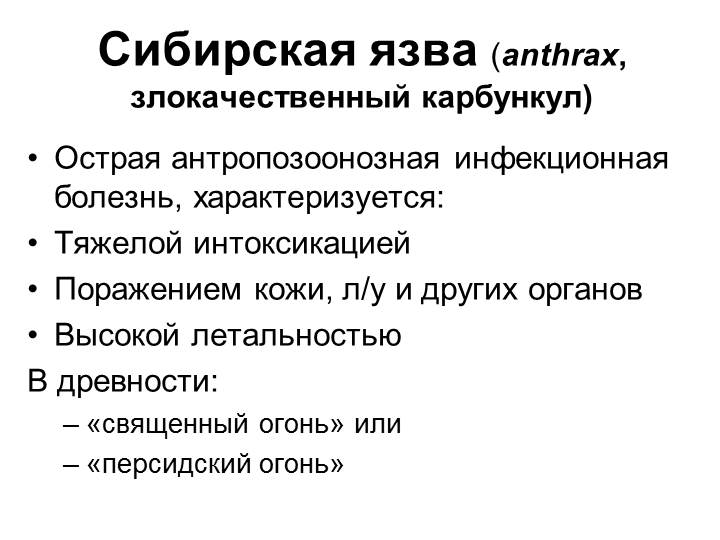 Сибирская язва (anthrax,
злокачественный карбункул)
• Острая антропозоонозная инфекционная
болезнь, характеризуется:
• Тяжелой интоксикацией
• Поражением кожи, л/у и других органов
• Высокой летальностью
В древности:
– «священный огонь» или
– «персидский огонь»